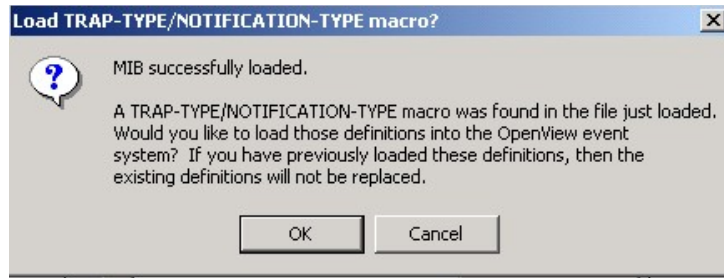 Load TRAP-TYPE/NOTIFICATION-TYPE macro?
MIB successfully loaded.
A TRAP-TYPE/NOTIFICATION-TYPE macro was found in the file just loaded.
Would you like to load those definitions into the OpenView event
system? If you have previously loaded these definitions, then the
existing definitions will not be replaced.
OK Cancel